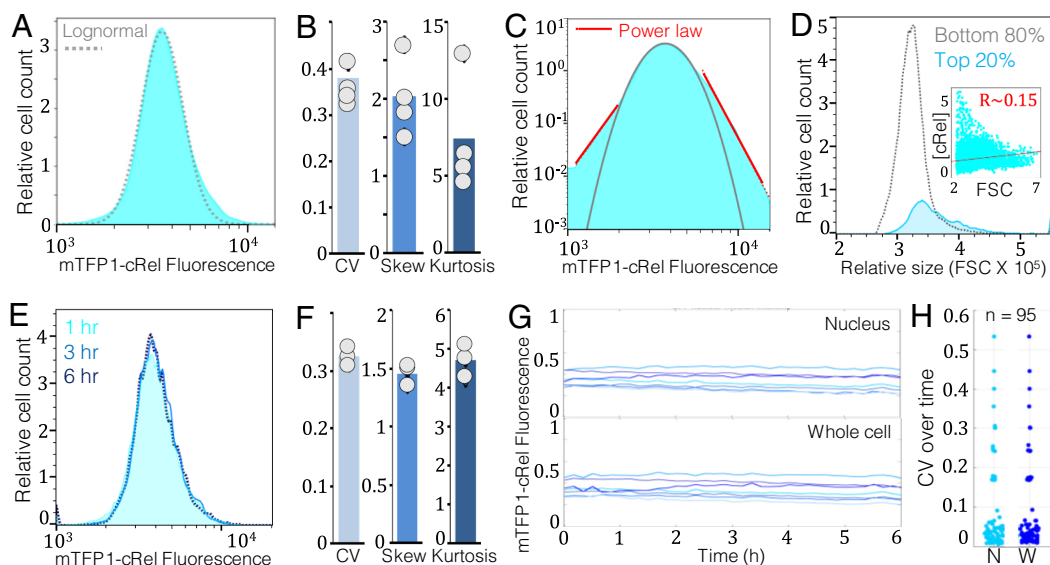 A
Lognormal
Relative cell count
3
2
1
0
10³
10⁴
mTFP1-cRel Fluorescence
B
0.4
0.3
0.2
0.1
0
CV
3
2
1
0
Skew
15
10
5
0
Kurtosis
C
Power law
Relative cell count
10¹
10⁰
10⁻¹
10⁻²
10⁻³
10³
10⁴
mTFP1-cRel Fluorescence
D
Bottom 80%
Top 20%
Relative cell count
5
4
3
2
1
0
2
3
4
5
Relative size (FSC X 10⁵)
R~0.15
[cRel]
5
0
2
7
FSC
E
1 hr
3 hr
6 hr
Relative cell count
4
3
2
1
0
10³
10⁴
mTFP1-cRel Fluorescence
F
0.3
0.2
0.1
0
CV
2
1.5
1
0.5
0
Skew
6
5
4
3
2
1
0
Kurtosis
G
mTFP1-cRel Fluorescence
Nucleus
1
0.5
0
Whole cell
1
0.5
0
0
1
2
3
4
5
6
Time (h)
H
n = 95
CV over time
0.6
0.5
0.4
0.3
0.2
0.1
0
N
W